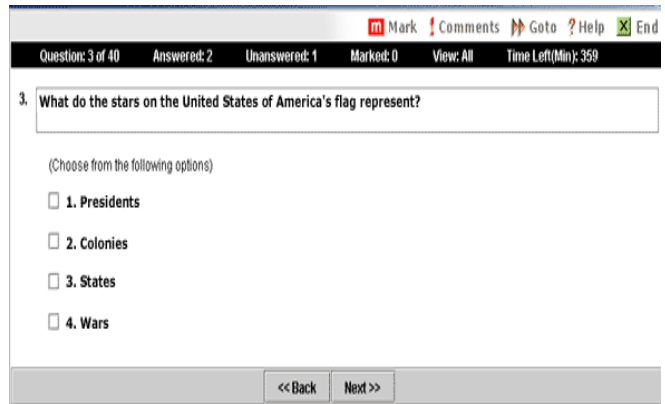 m Mark ! Comments Goto ? Help X End
Question: 3 of 40 Answered: 2 Unanswered: 1 Marked: 0 View: All Time Left(Min): 359
3. What do the stars on the United States of America's flag represent?
(Choose from the following options)
1. Presidents
2. Colonies
3. States
4. Wars
<< Back Next >>